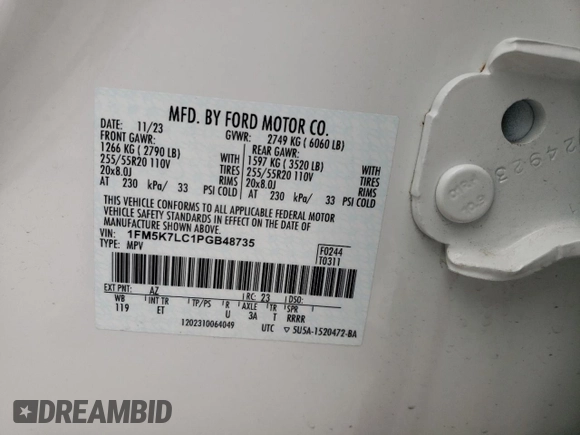 MFD. BY FORD MOTOR CO.
11/23 GVWR: 2749 KG ( 6060 LB)
FRONT GAWR: REAR GAWR:
1266 KG ( 2790 LB) 1597 KG ( 3520 LB)
255/55R20 110V TIRES 255/55R20 110V TIRES
20x8.0J RIMS 20x8.0J RIMS
AT 230 kPa/ 33 PSI COLD AT 230 kPa/ 33 PSI COLD
THIS VEHICLE CONFORMS TO ALL APPLICABLE FEDERAL MOTOR
VEHICLE SAFETY AND THEFT PREVENTION STANDARDS IN EFFECT ON THE DATE OF
MANUFACTURE SHOWN ABOVE.
VIN: 1FM5K7LC1PGB48735
TYPE: MPV
F0244
T0311
EXT PNT: AZ RC: 23 DSO:
WB INT TR TP/PS R AXLE TR SPR
119 ET U 3A T RRRR
1202310064049 UTC 5U5A-1520472-BA
24923
DREAMBID